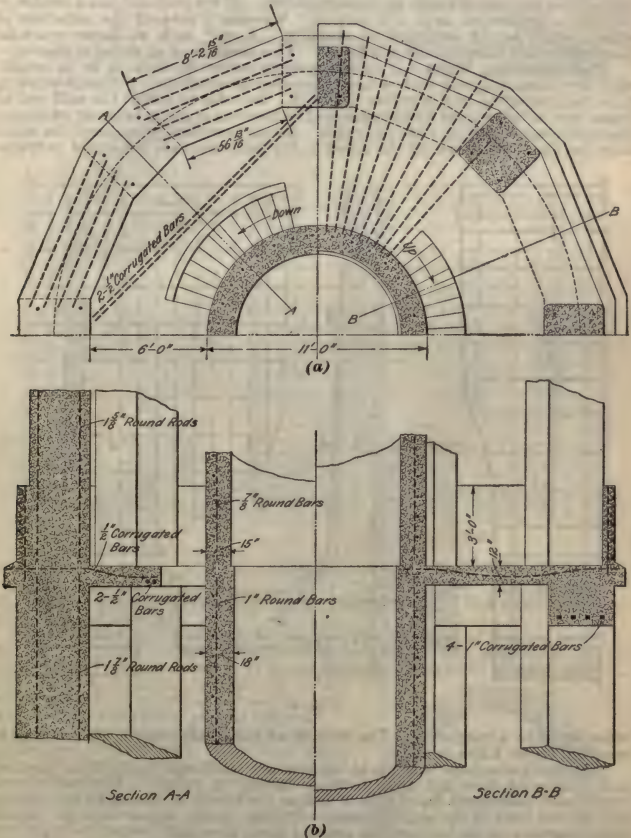 8'-2 15/16"
A
56 13/16"
2-1/2" Corrugated Bars
Down
Up
B
A
B
6'-0"
11'-0"
(a)
1 5/8" Round Rods
7/8" Round Bars
1/2" Corrugated
Bars
15"
3'-0"
12"
2-1/2" Corrugated
Bars
1" Round Bars
4-1" Corrugated Bars
1 7/8" Round Rods
18"
Section A-A
Section B-B
(b)